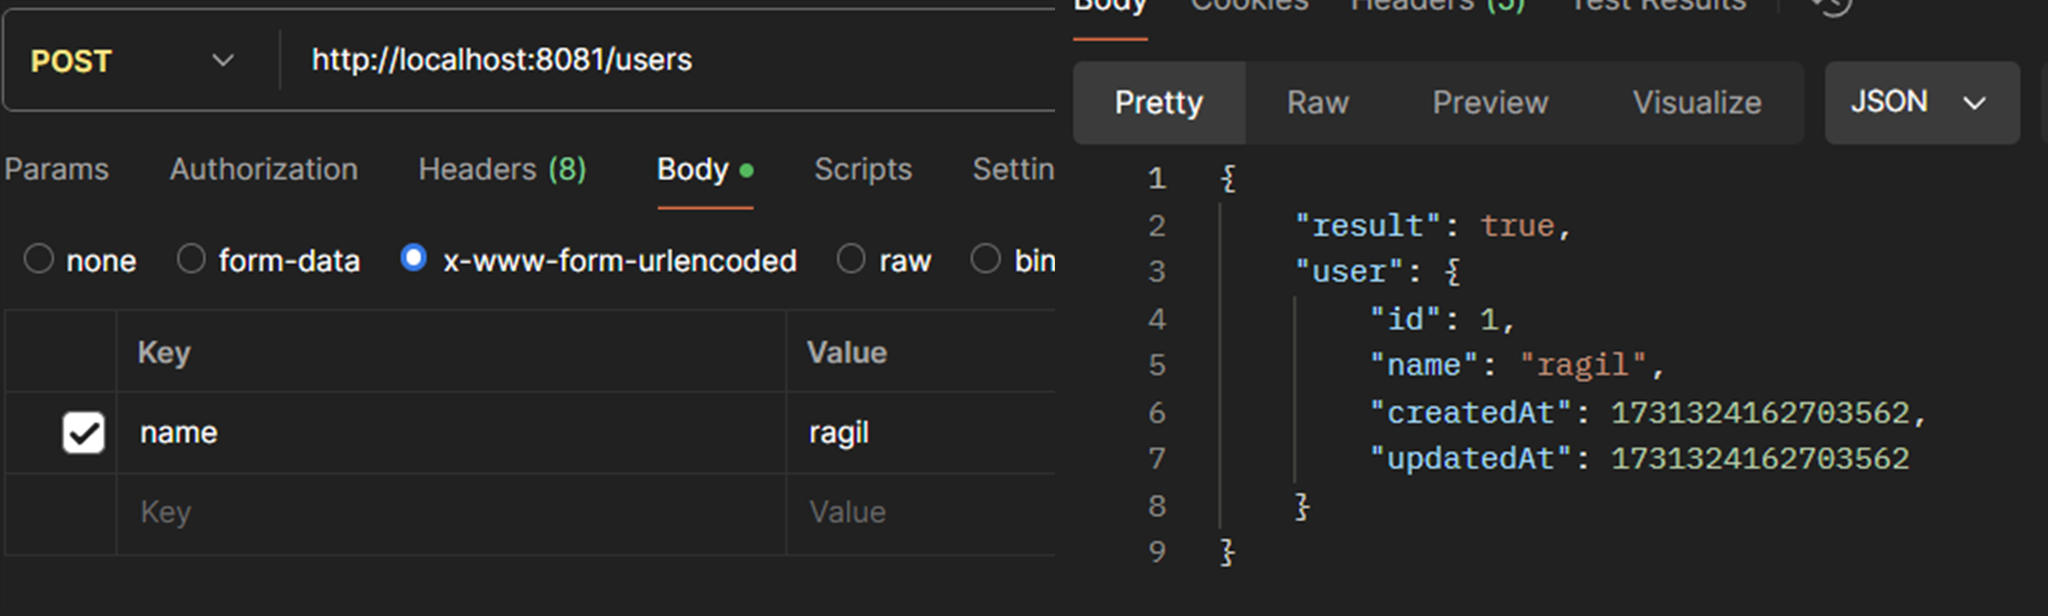 POST http://localhost:8081/users
Params Authorization Headers (8) Body Scripts Settin
none form-data x-www-form-urlencoded raw bin
Key Value
name ragil
Key Value
Body Cookies Headers (5) Test Results
Pretty Raw Preview Visualize JSON
1 {
2 "result": true,
3 "user": {
4 "id": 1,
5 "name": "ragil",
6 "createdAt": 1731324162703562,
7 "updatedAt": 1731324162703562
8 }
9 }